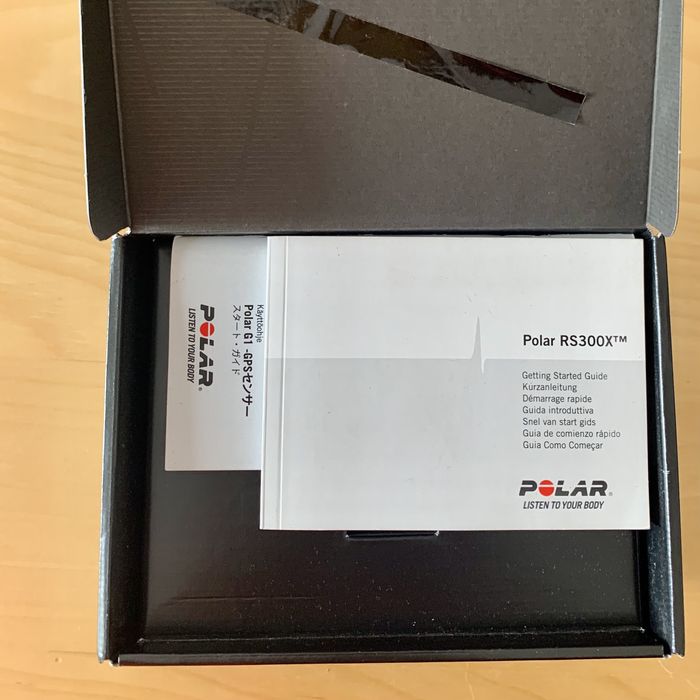 Käyttöohje
Polar G1 -GPSセンサー
スタート・ガイド
POLAR®
LISTEN TO YOUR BODY
Polar RS300X™
Getting Started Guide
Kurzanleitung
Démarrage rapide
Guida introduttiva
Snel van start gids
Guia de comienzo rápido
Guia Como Começar
POLAR®
LISTEN TO YOUR BODY